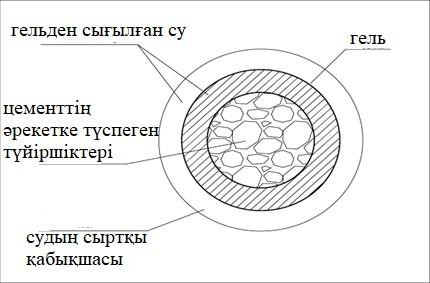 гельден сығылған су
гель
цементтің
әрекетке түспеген
түйіршіктері
судың сыртқы
қабықшасы